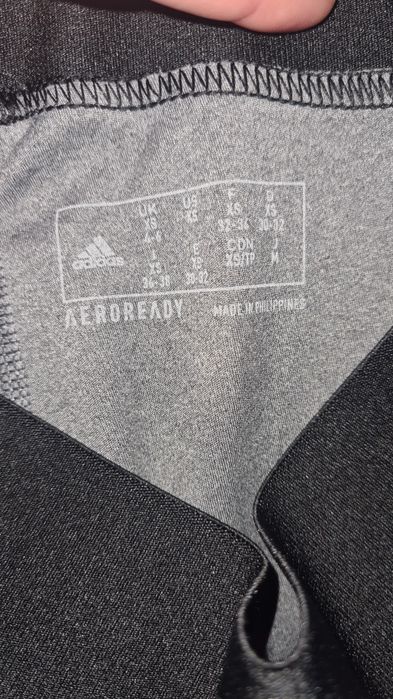 UK US F D
XS XS XS XS
4-6 32-34 30-32
I E CDN J
XS XS XS/TP M
36-38 30-32
adidas
AEROREADY MADE IN PHILIPPINES